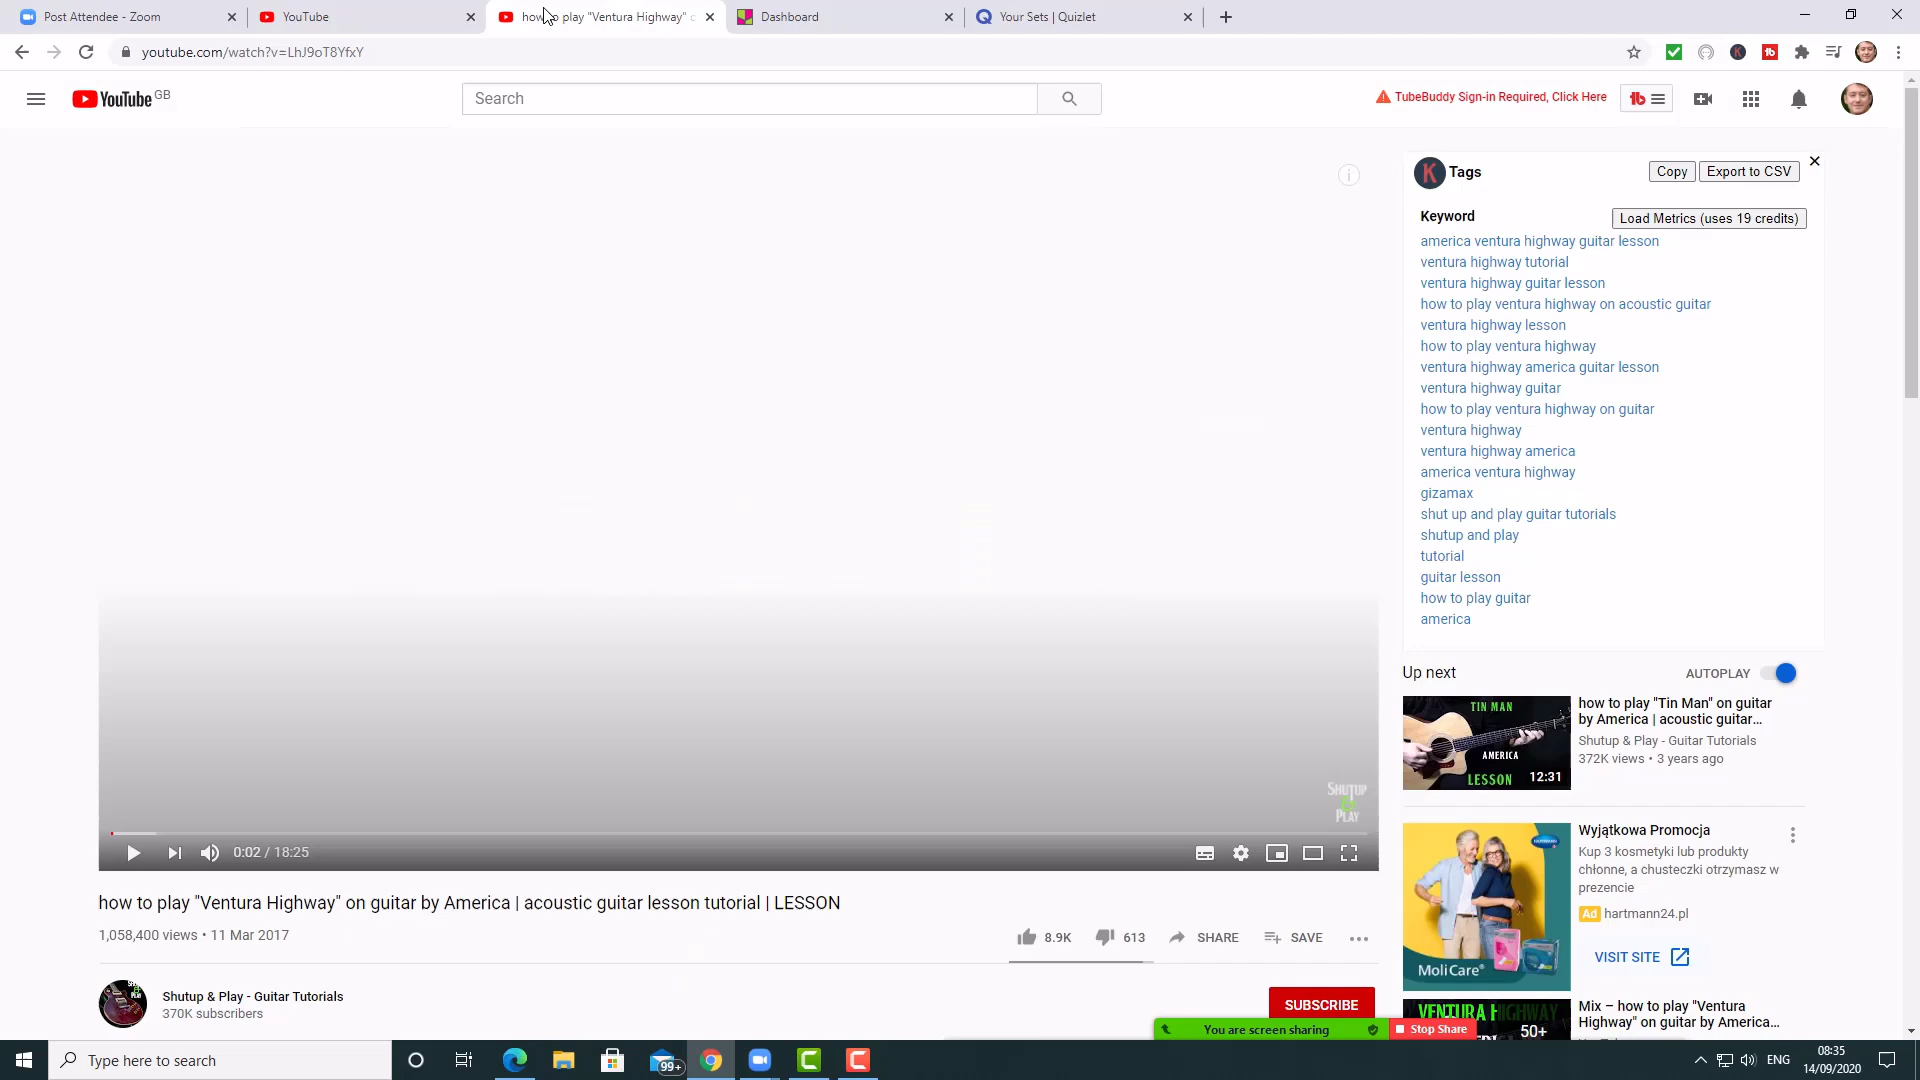 Post Attendee - Zoom
YouTube
how to play "Ventura Highway" o
Dashboard
Your Sets | Quizlet
youtube.com/watch?v=LhJ9oT8YfxY
YouTube GB
Search
TubeBuddy Sign-in Required, Click Here
Tags
Copy
Export to CSV
Keyword
Load Metrics (uses 19 credits)
america ventura highway guitar lesson
ventura highway tutorial
ventura highway guitar lesson
how to play ventura highway on acoustic guitar
ventura highway lesson
how to play ventura highway
ventura highway america guitar lesson
ventura highway guitar
how to play ventura highway on guitar
ventura highway
ventura highway america
america ventura highway
gizamax
shut up and play guitar tutorials
shutup and play
tutorial
guitar lesson
how to play guitar
america
Up next
AUTOPLAY
TIN MAN
AMERICA
LESSON
12:31
how to play "Tin Man" on guitar
by America | acoustic guitar...
Shutup & Play - Guitar Tutorials
372K views • 3 years ago
SHUTUP
&
PLAY
0:02 / 18:25
how to play "Ventura Highway" on guitar by America | acoustic guitar lesson tutorial | LESSON
1,058,400 views • 11 Mar 2017
8.9K
613
SHARE
SAVE
Shutup & Play - Guitar Tutorials
370K subscribers
SUBSCRIBE
MoliCare
Wyjątkowa Promocja
Kup 3 kosmetyki lub produkty
chłonne, a chusteczki otrzymasz w
prezencie
Ad hartmann24.pl
VISIT SITE
VENTURA HIGHWAY
50+
Mix – how to play "Ventura
Highway" on guitar by America...
You are screen sharing
Stop Share
Type here to search
99+
ENG
08:35
14/09/2020